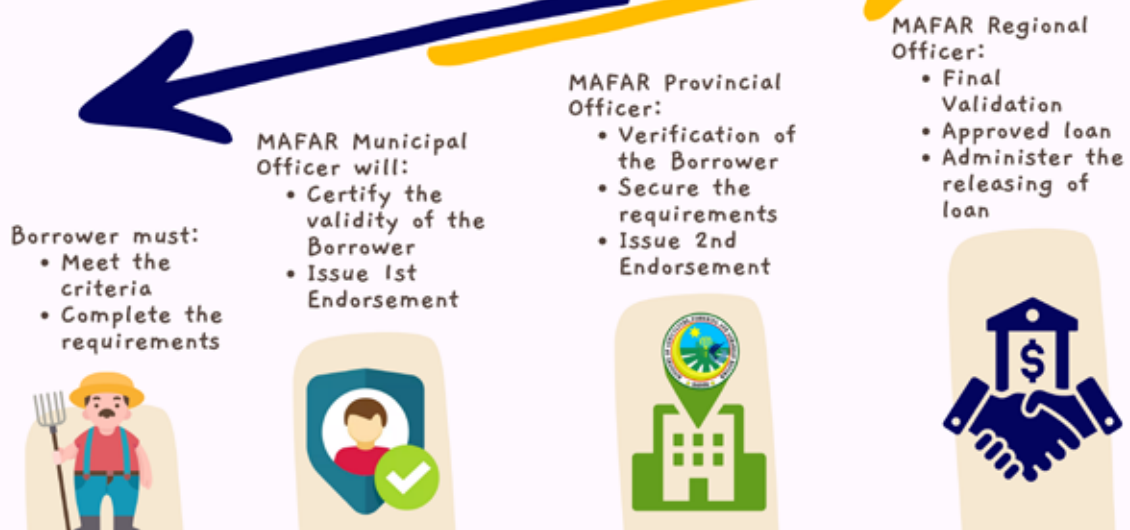 Borrower must:
• Meet the
criteria
• Complete the
requirements
MAFAR Municipal
Officer will:
• Certify the
validity of the
Borrower
• Issue 1st
Endorsement
MAFAR Provincial
Officer:
• Verification of
the Borrower
• Secure the
requirements
• Issue 2nd
Endorsement
MAFAR Regional
Officer:
• Final
Validation
• Approved loan
• Administer the
releasing of
loan
$